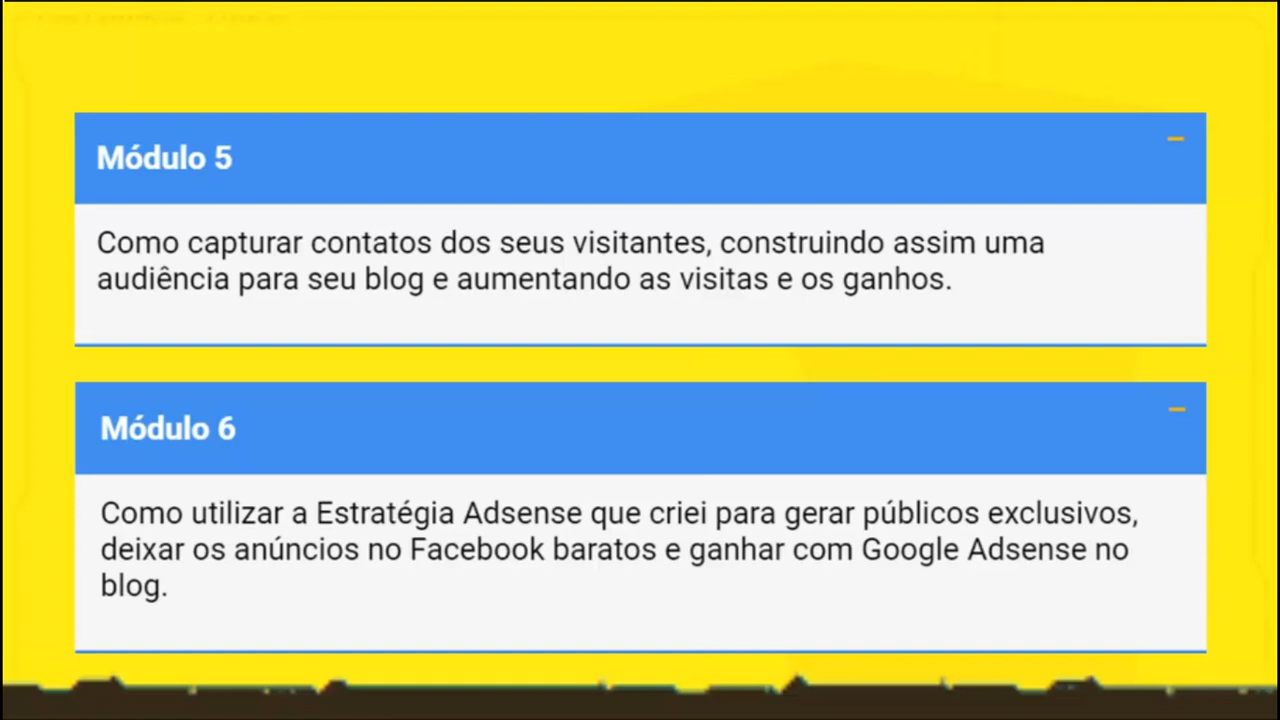 Módulo 5
Como capturar contatos dos seus visitantes, construindo assim uma
audiência para seu blog e aumentando as visitas e os ganhos.
Módulo 6
Como utilizar a Estratégia Adsense que criei para gerar públicos exclusivos,
deixar os anúncios no Facebook baratos e ganhar com Google Adsense no
blog.